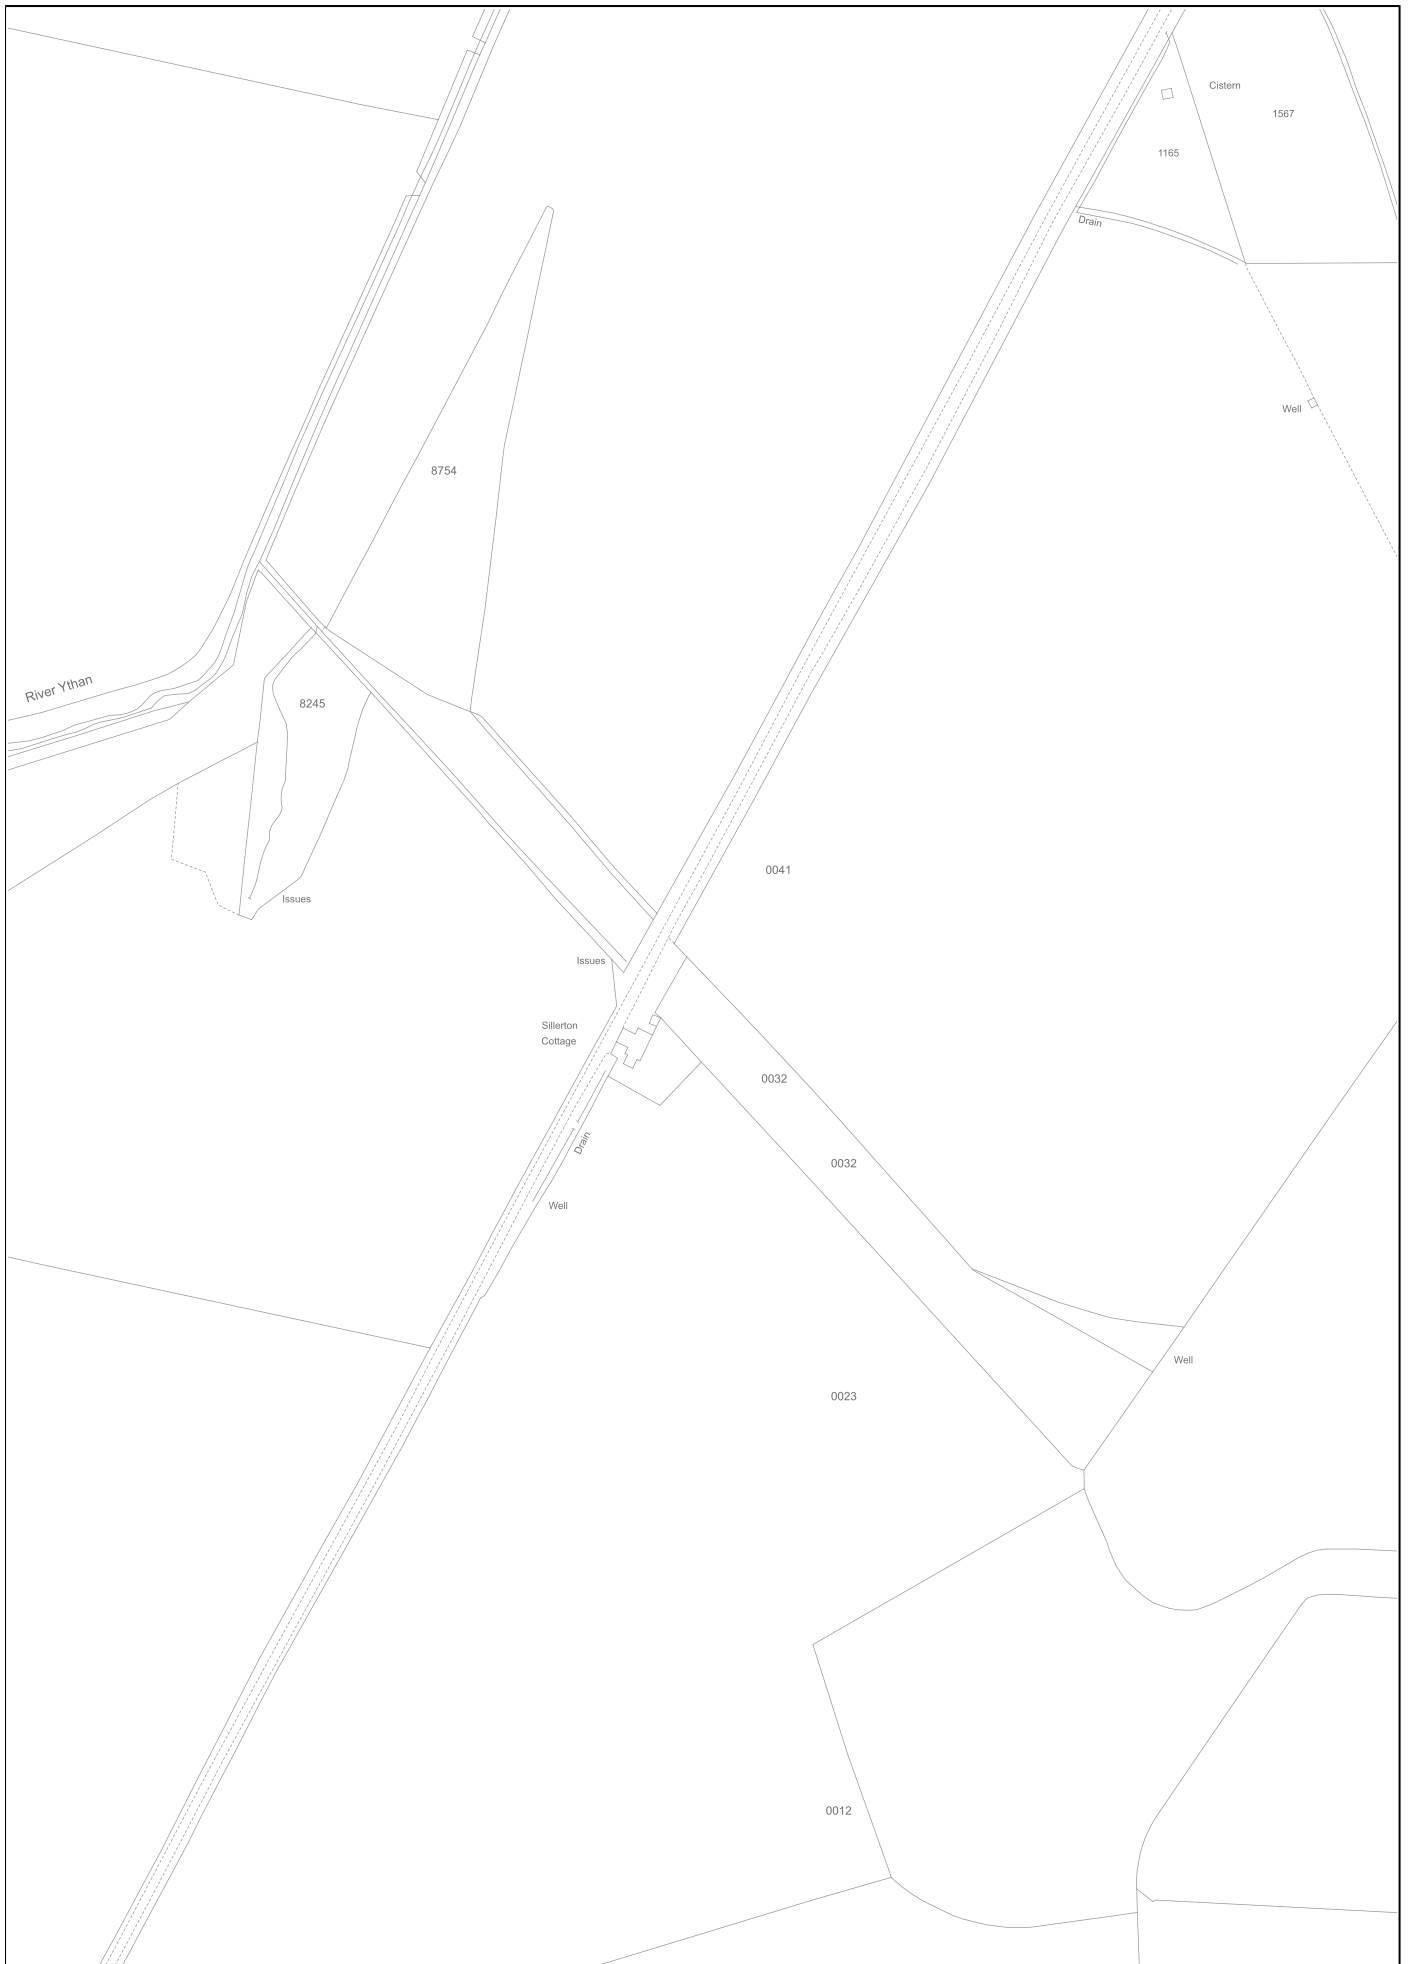 Cistern
1567
1165
Drain
Well
8754
River Ythan
8245
0041
Issues
Issues
Sillerton
Cottage
0032
Drain
0032
Well
Well
0023
0012